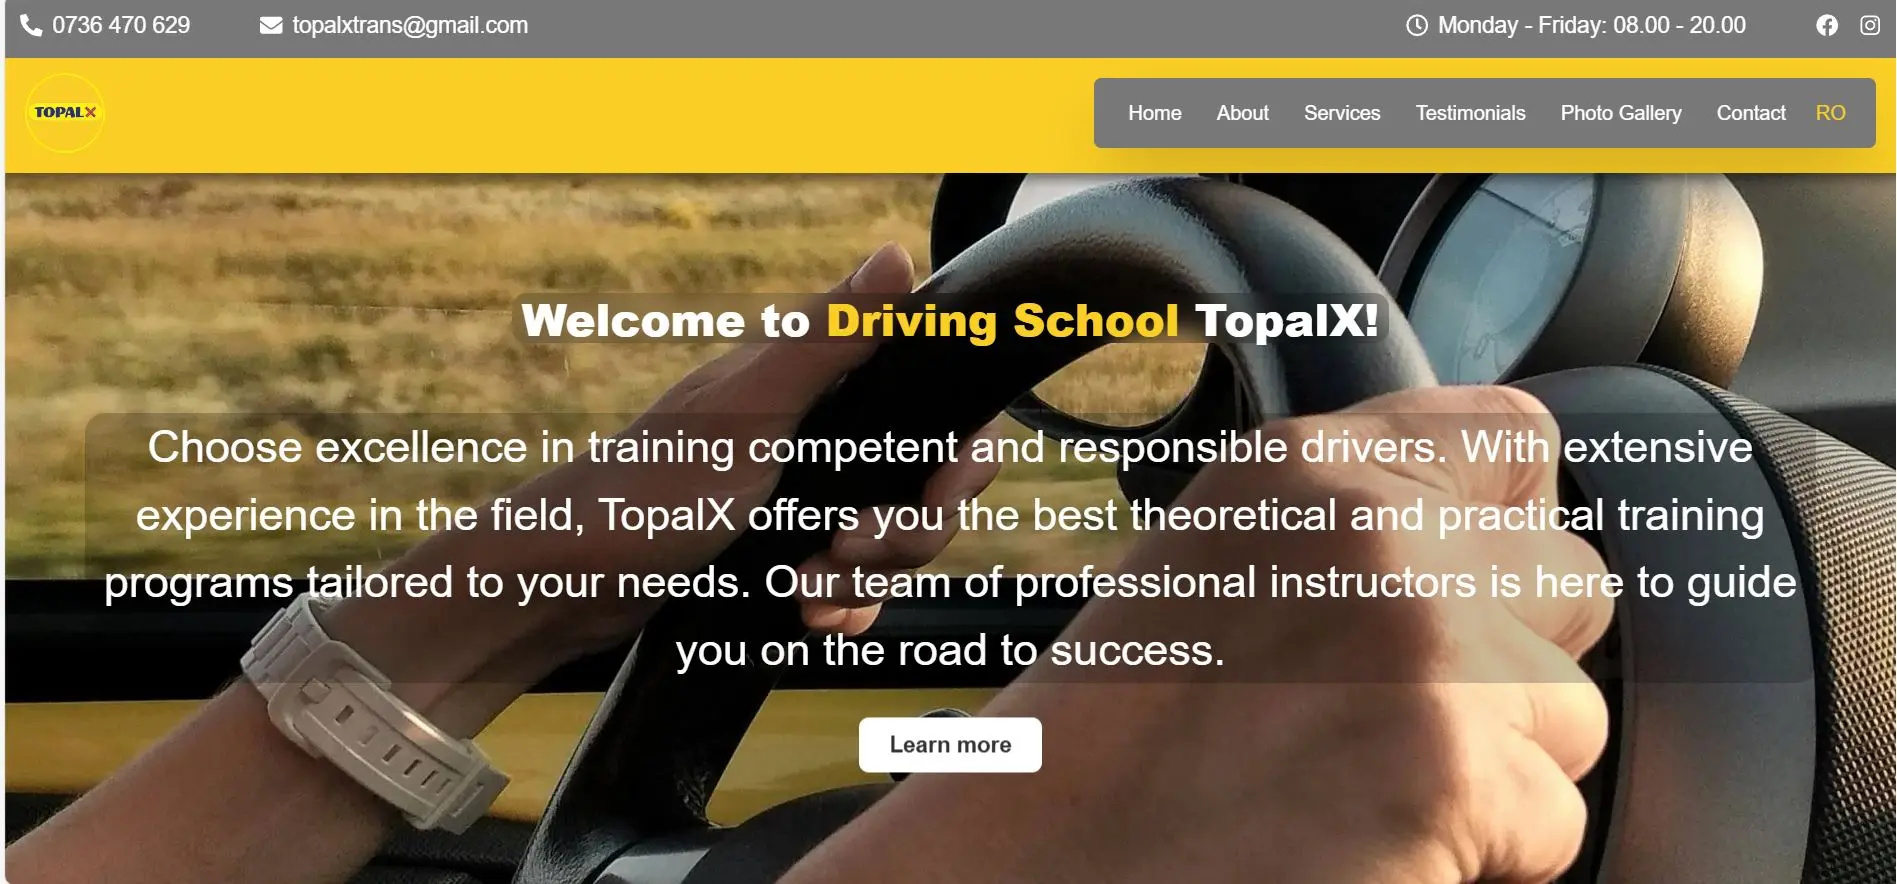 0736 470 629
topalxtrans@gmail.com
Monday - Friday: 08.00 - 20.00
TOPALX
Home
About
Services
Testimonials
Photo Gallery
Contact
RO
Welcome to Driving School TopalX!
Choose excellence in training competent and responsible drivers. With extensive
experience in the field, TopalX offers you the best theoretical and practical training
programs tailored to your needs. Our team of professional instructors is here to guide
you on the road to success.
Learn more